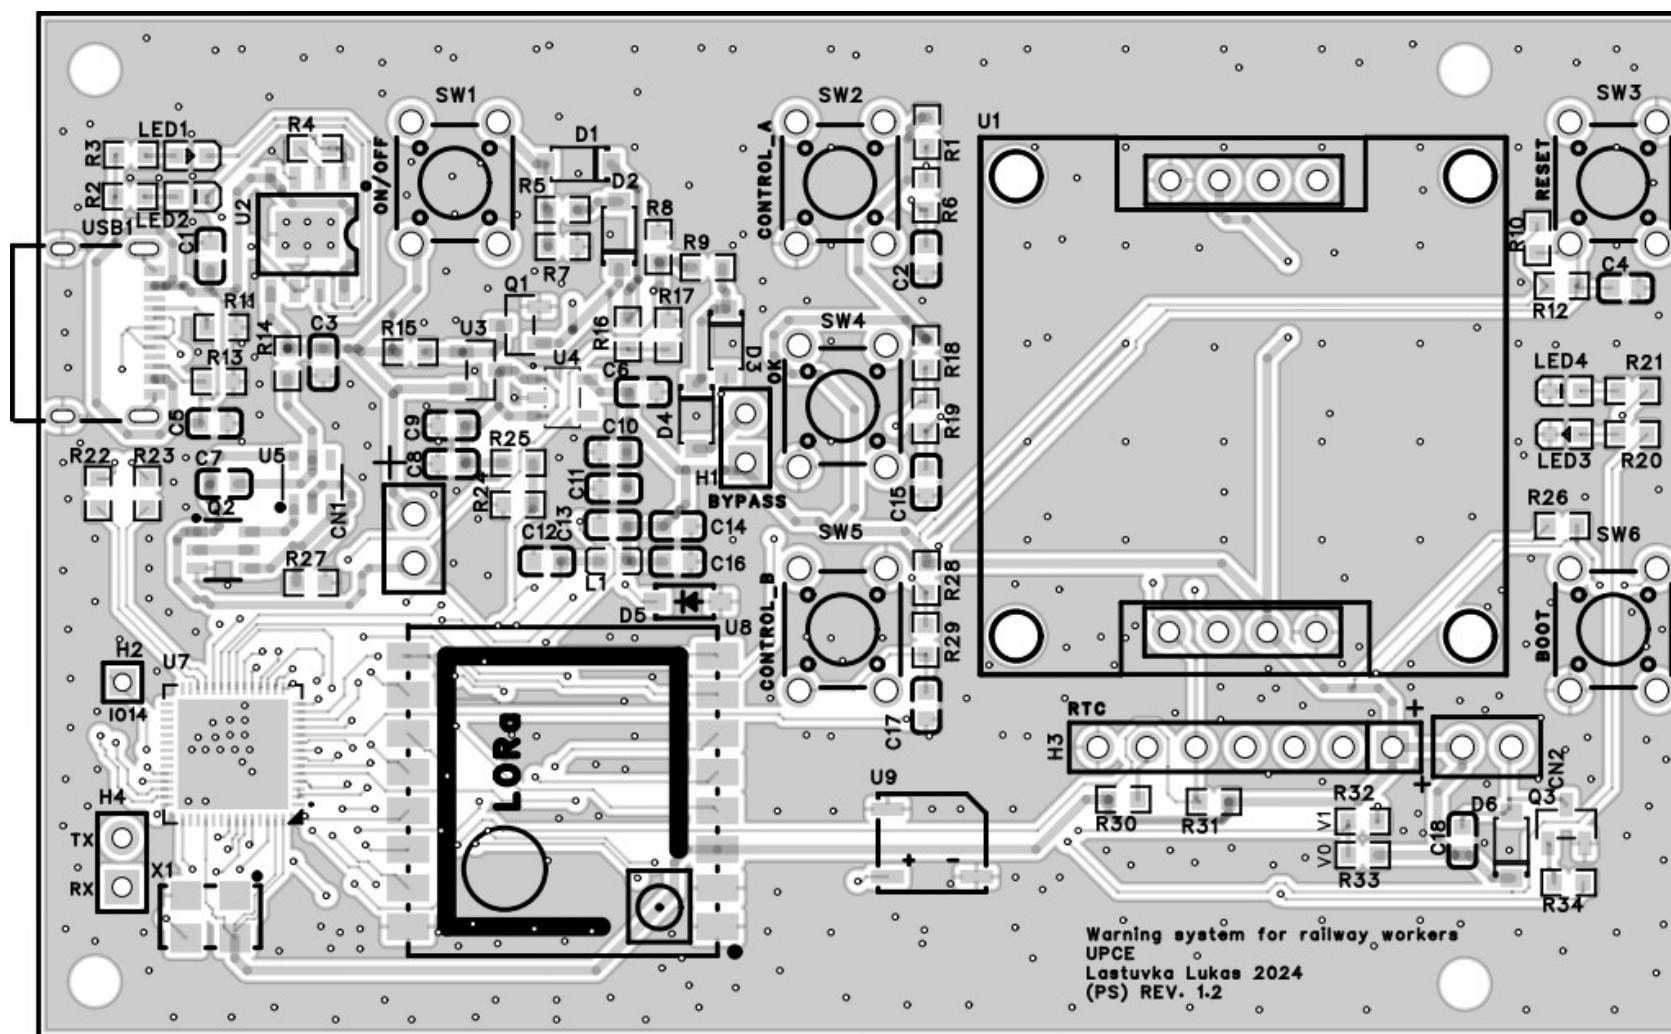 SW1
SW2
SW3
LED1
R4
D1
U1
R3
ON/OFF
CONTROL_A
R1
RESET
R2
LED2
U2
R5
D2
R6
USB1
C1
R7
R8
R9
C2
R10
R11
Q1
R17
C4
R12
R14
C3
R15
U3
R16
SW4
R13
U4
D3
OK
R18
LED4
R21
C6
C5
C9
D4
R19
LED3
R20
R22
R23
C7
U5
C8
R25
C10
H1
BYPASS
C15
R26
Q2
CN1
R24
C11
C12
C13
C14
SW5
SW6
R27
L1
C16
R28
D5
U8
CONTROL_B
R29
BOOT
H2
U7
IO14
C17
RTC
+
H3
LORa
U9
+
CN2
H4
R30
R31
R32
V1
C18
D6
Q3
TX
V0
R33
+ -
X1
RX
R34
Warning system for railway workers
UPCE
Lastuvka Lukas 2024
(PS) REV. 1.2